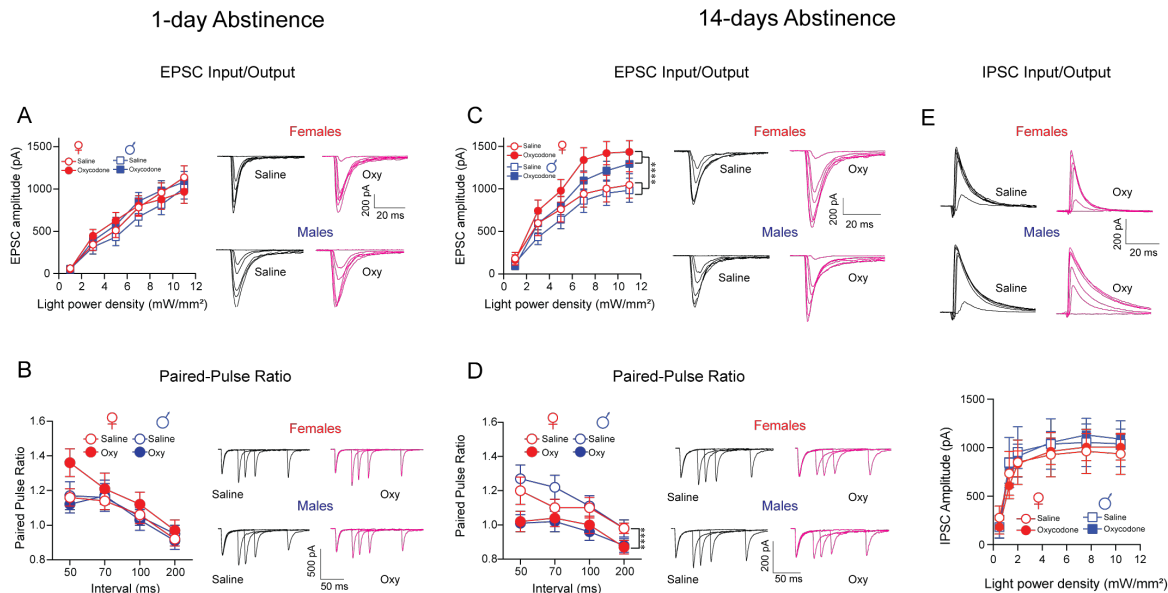 1-day Abstinence
14-days Abstinence
EPSC Input/Output
EPSC Input/Output
IPSC Input/Output
A
EPSC amplitude (pA)
1500
1000
500
0
0 2 4 6 8 10 12
Light power density (mW/mm²)
♀ ♂
Saline Saline
Oxycodone Oxycodone
Females
Saline
Oxy
200 pA
20 ms
Males
Saline
Oxy
C
EPSC amplitude (pA)
1500
1000
500
0
0 2 4 6 8 10 12
Light power density (mW/mm²)
Saline ♀
Oxycodone
Saline ♂
Oxycodone
****
Females
Saline
Oxy
200 pA
20 ms
Males
Saline
Oxy
E
Females
Saline
Oxy
Males
200 pA
20 ms
Saline
Oxy
B
Paired-Pulse Ratio
Paired Pulse Ratio
1.6
1.4
1.2
1.0
0.8
50 70 100 200
Interval (ms)
♀ ♂
Saline Saline
Oxy Oxy
Females
Saline
Oxy
Males
Saline
Oxy
500 pA
50 ms
D
Paired-Pulse Ratio
Paired Pulse Ratio
1.6
1.4
1.2
1.0
0.8
50 70 100 200
Interval (ms)
♀ ♂
Saline Saline
Oxy Oxy
****
Females
Saline
Oxy
Males
Saline
Oxy
200 pA
50 ms
IPSC Amplitude (pA)
1500
1000
500
0
0 2 4 6 8 10 12
Light power density (mW/mm²)
♀ ♂
Saline Saline
Oxycodone Oxycodone